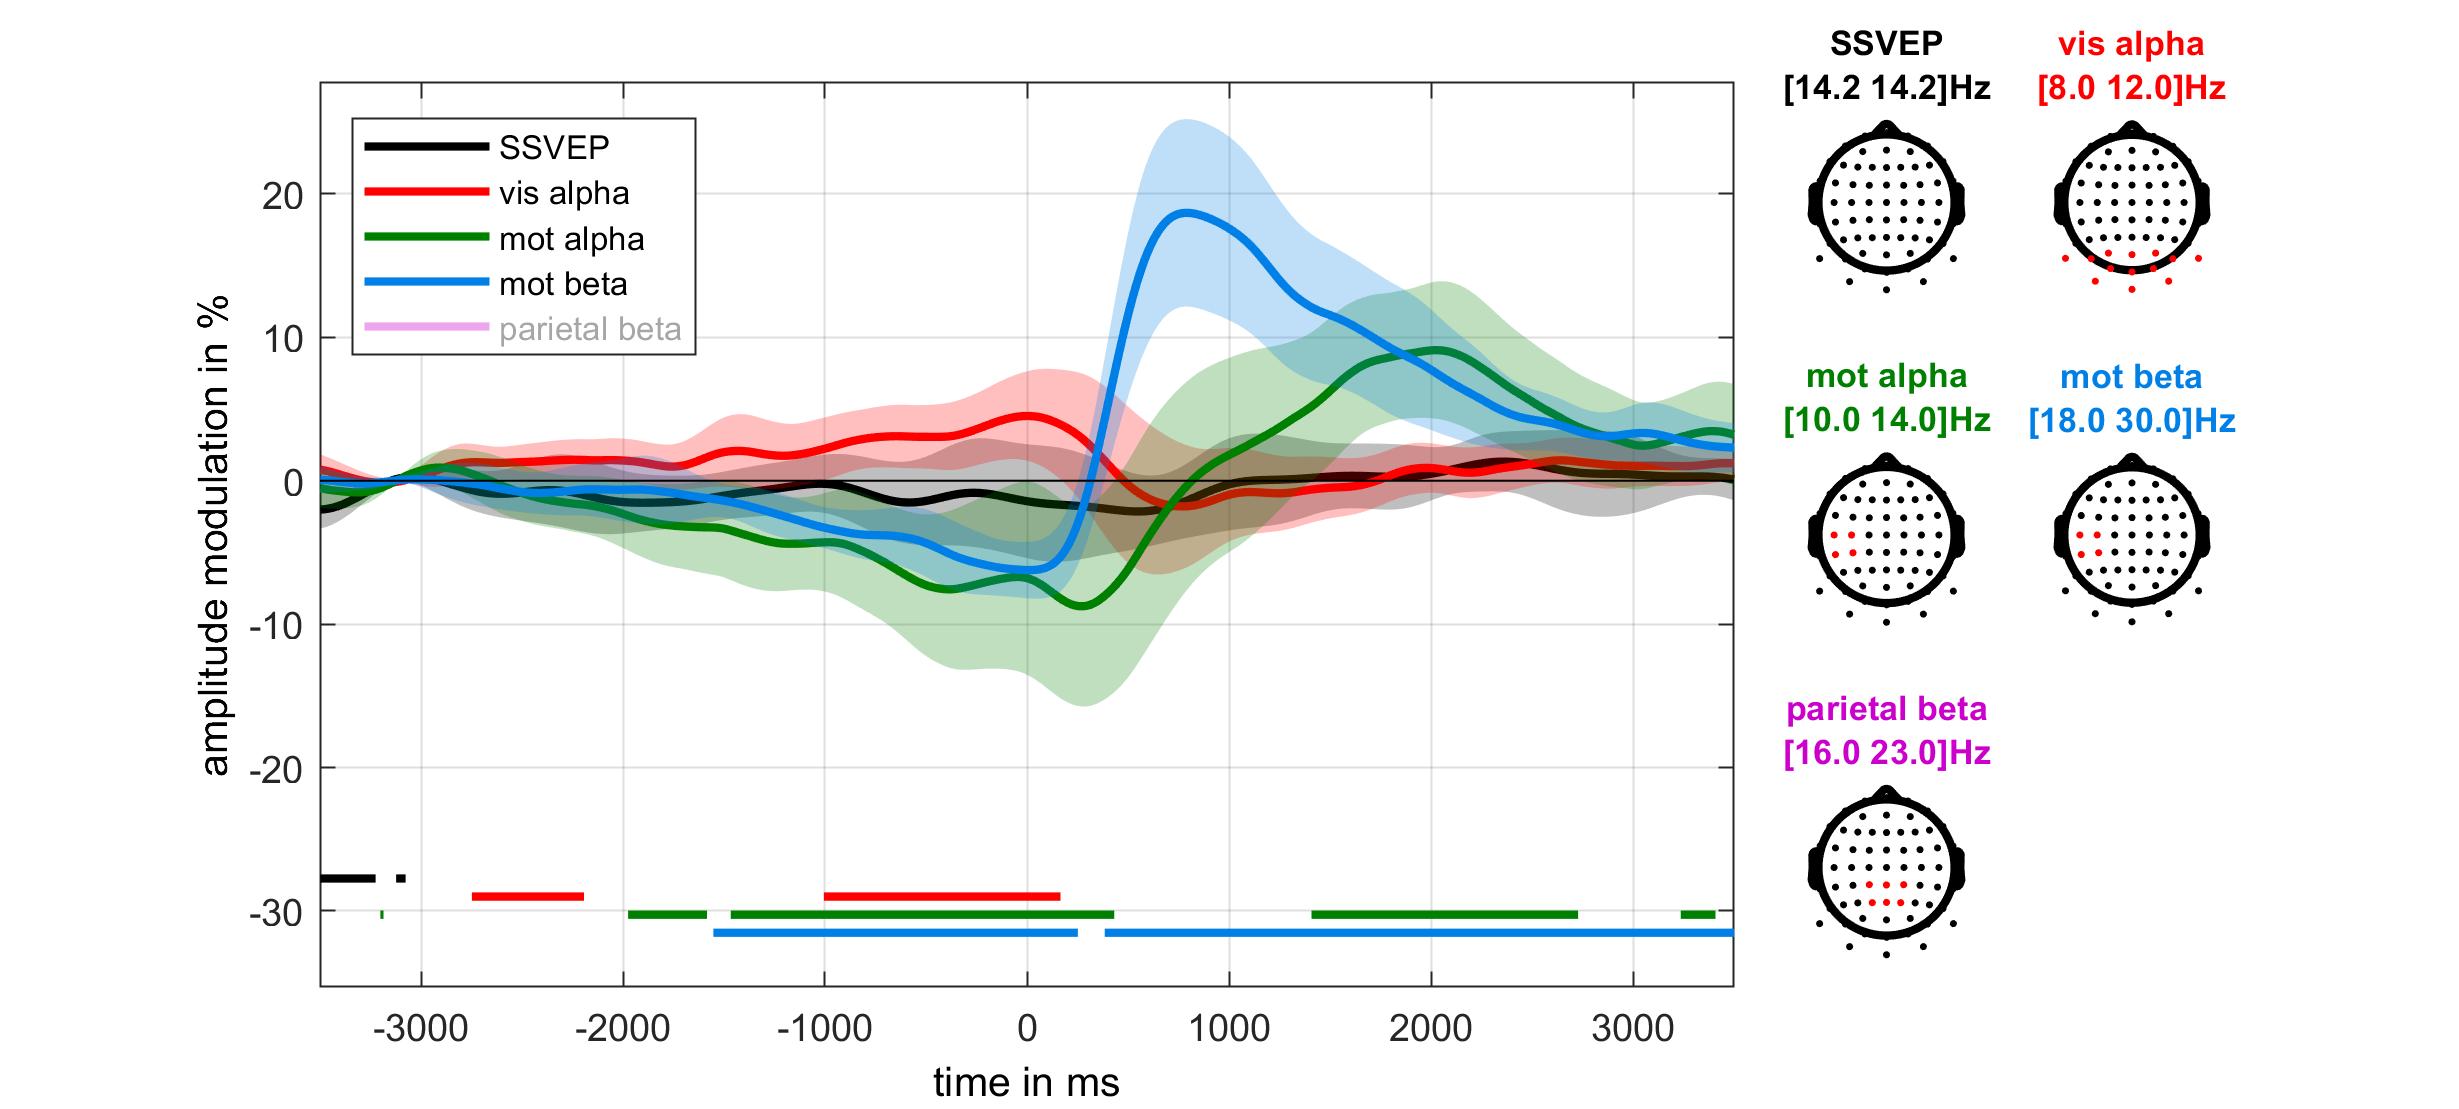 SSVEP
vis alpha
mot alpha
mot beta
parietal beta
20
10
0
-10
-20
-30
amplitude modulation in %
-3000
-2000
-1000
0
1000
2000
3000
time in ms
SSVEP
[14.2 14.2]Hz
vis alpha
[8.0 12.0]Hz
mot alpha
[10.0 14.0]Hz
mot beta
[18.0 30.0]Hz
parietal beta
[16.0 23.0]Hz